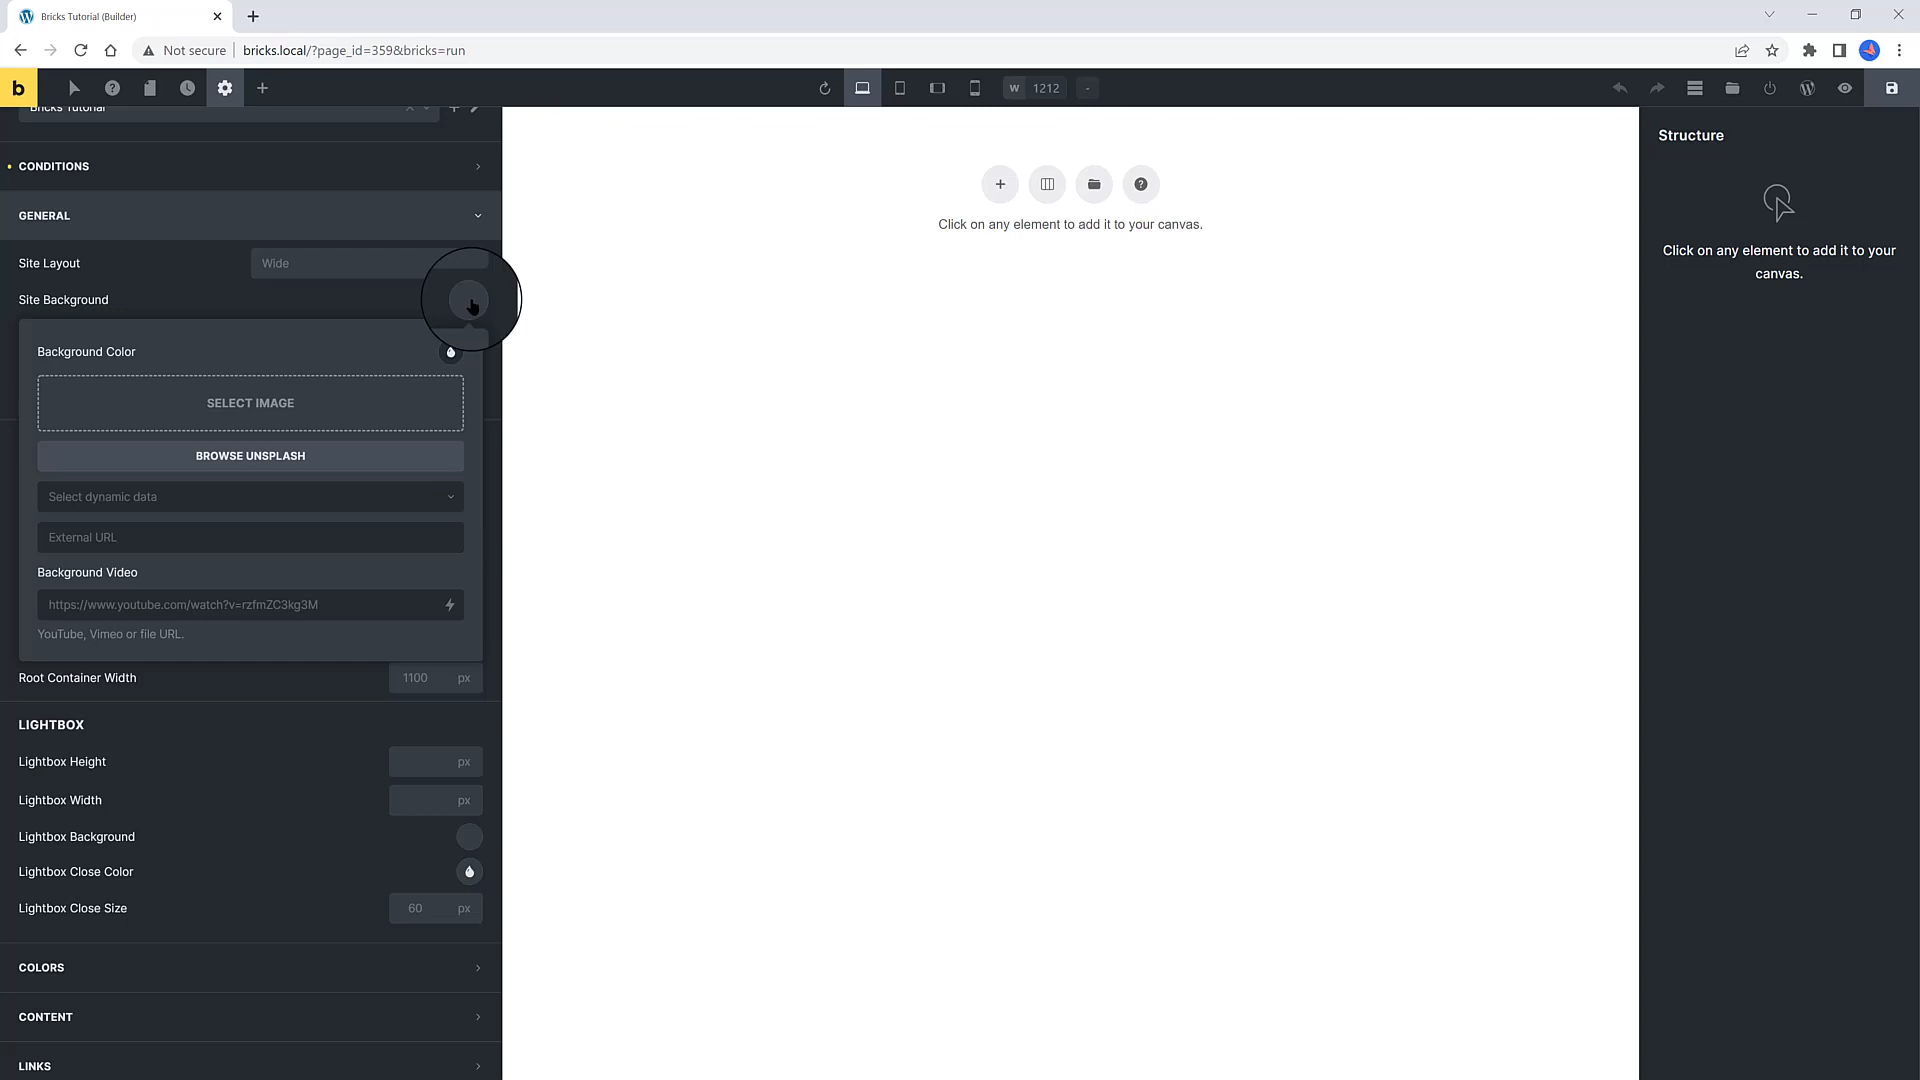 Bricks Tutorial (Builder)
Not secure
bricks.local/?page_id=359&bricks=run
b
W 1212 -
Bricks Tutorial
CONDITIONS
GENERAL
Site Layout
Wide
Site Background
Background Color
SELECT IMAGE
BROWSE UNSPLASH
Select dynamic data
External URL
Background Video
https://www.youtube.com/watch?v=rzfmZC3kg3M
YouTube, Vimeo or file URL.
Root Container Width
1100 px
LIGHTBOX
Lightbox Height
px
Lightbox Width
px
Lightbox Background
Lightbox Close Color
Lightbox Close Size
60 px
COLORS
CONTENT
LINKS
Click on any element to add it to your canvas.
Structure
Click on any element to add it to your
canvas.